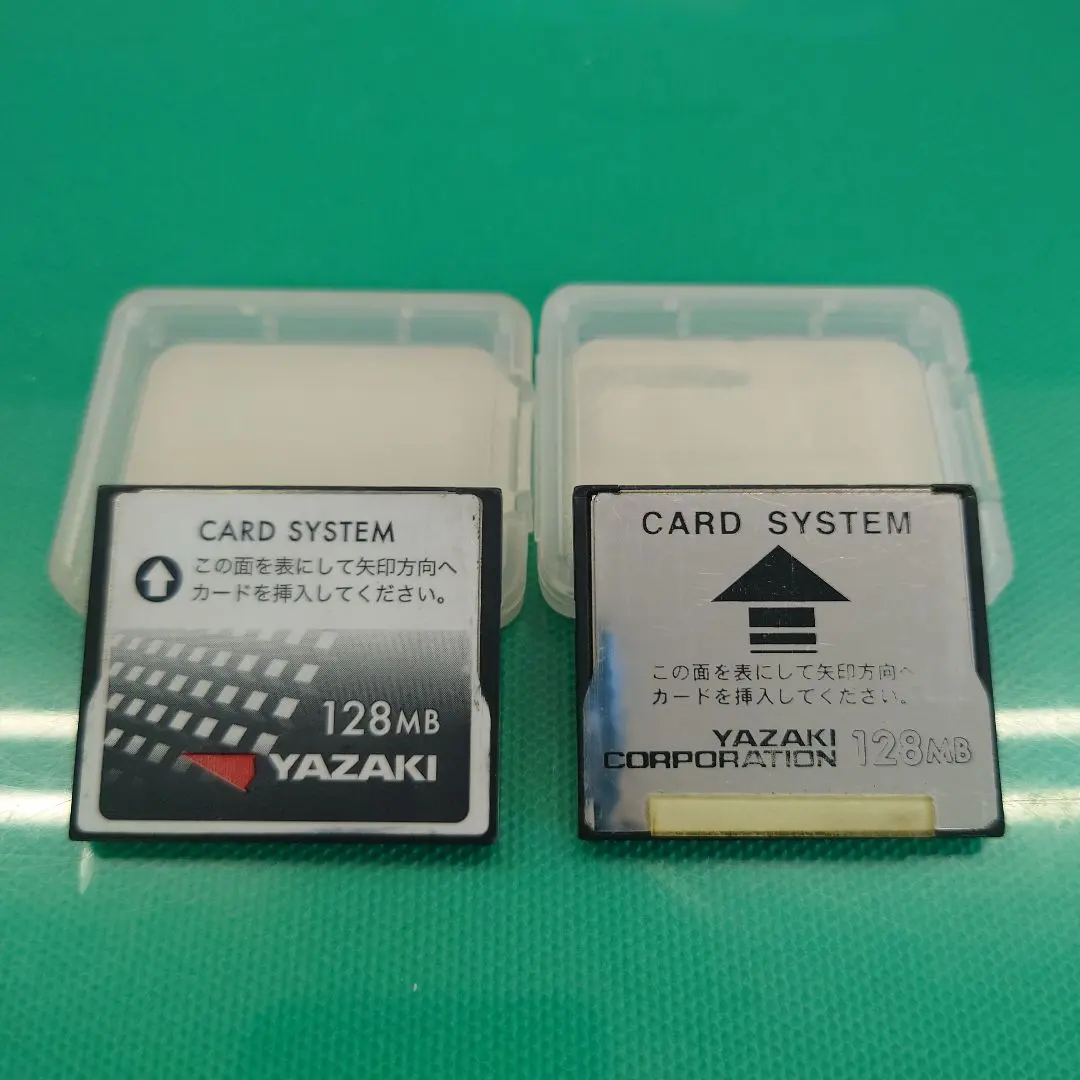 CARD SYSTEM
この面を表にして矢印方向へ
カードを挿入してください。
128MB
YAZAKI
CARD SYSTEM
この面を表にして矢印方向へ
カードを挿入してください。
YAZAKI
CORPORATION 128MB